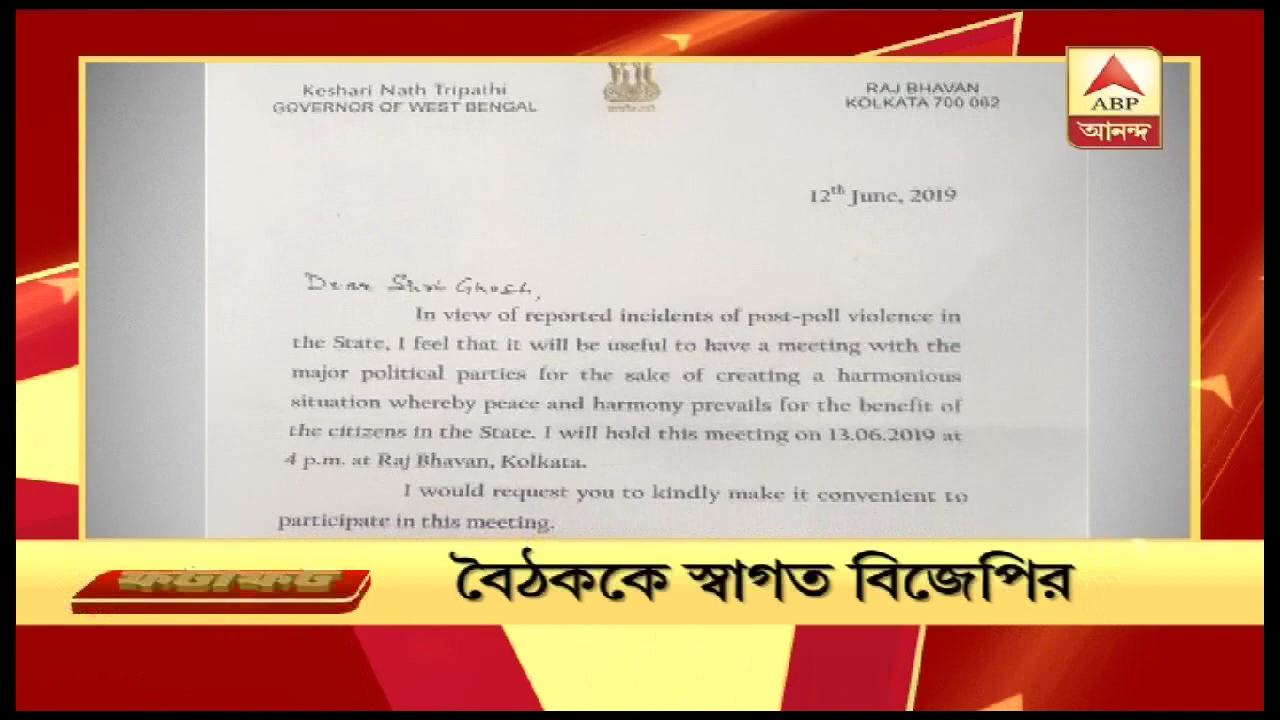 Keshari Nath Tripathi
GOVERNOR OF WEST BENGAL
RAJ BHAVAN
KOLKATA 700 062
ABP
আনন্দ
12th June, 2019
Dear Shri Ghosh,
In view of reported incidents of post-poll violence in
the State, I feel that it will be useful to have a meeting with the
major political parties for the sake of creating a harmonious
situation whereby peace and harmony prevails for the benefit of
the citizens in the State. I will hold this meeting on 13.06.2019 at
4 p.m. at Raj Bhavan, Kolkata.
I would request you to kindly make it convenient to
participate in this meeting.
ফটাফট
বৈঠককে স্বাগত বিজেপির